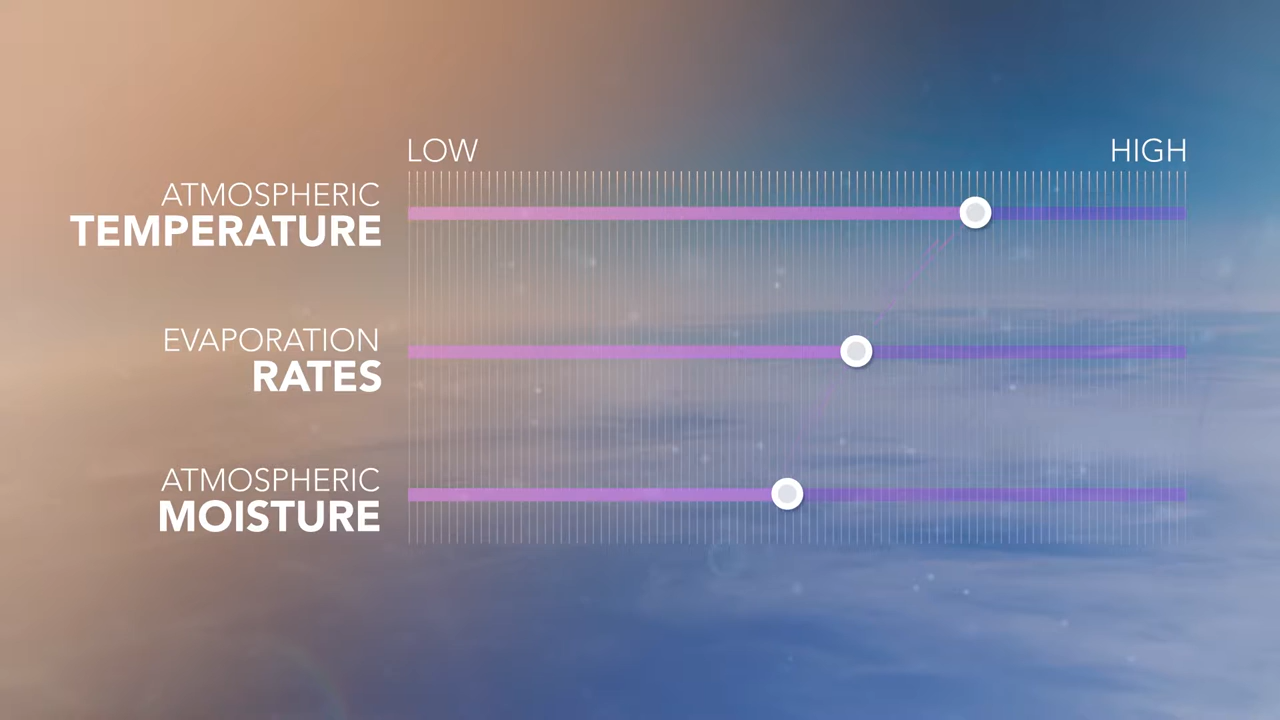 LOW
HIGH
ATMOSPHERIC
TEMPERATURE
EVAPORATION
RATES
ATMOSPHERIC
MOISTURE